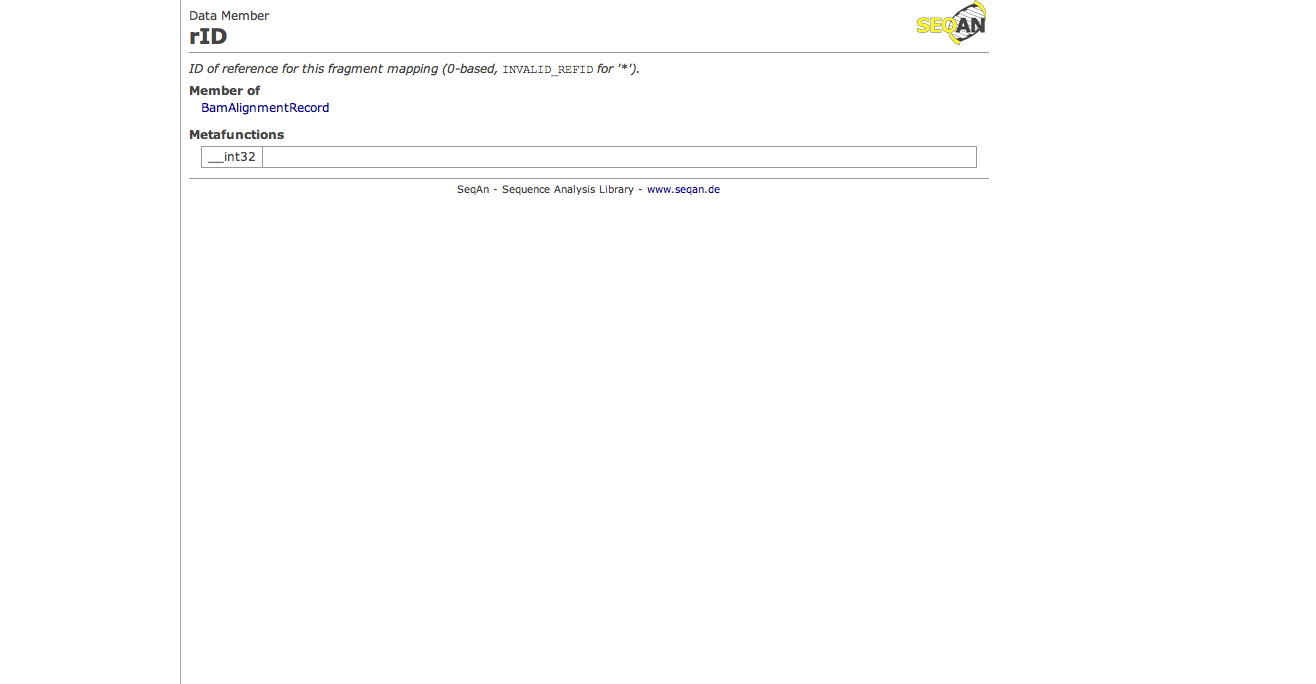 Data Member
SEQAN
rID
ID of reference for this fragment mapping (0-based, INVALID_REFID for '*').
Member of
BamAlignmentRecord
Metafunctions
__int32
SeqAn - Sequence Analysis Library - www.seqan.de